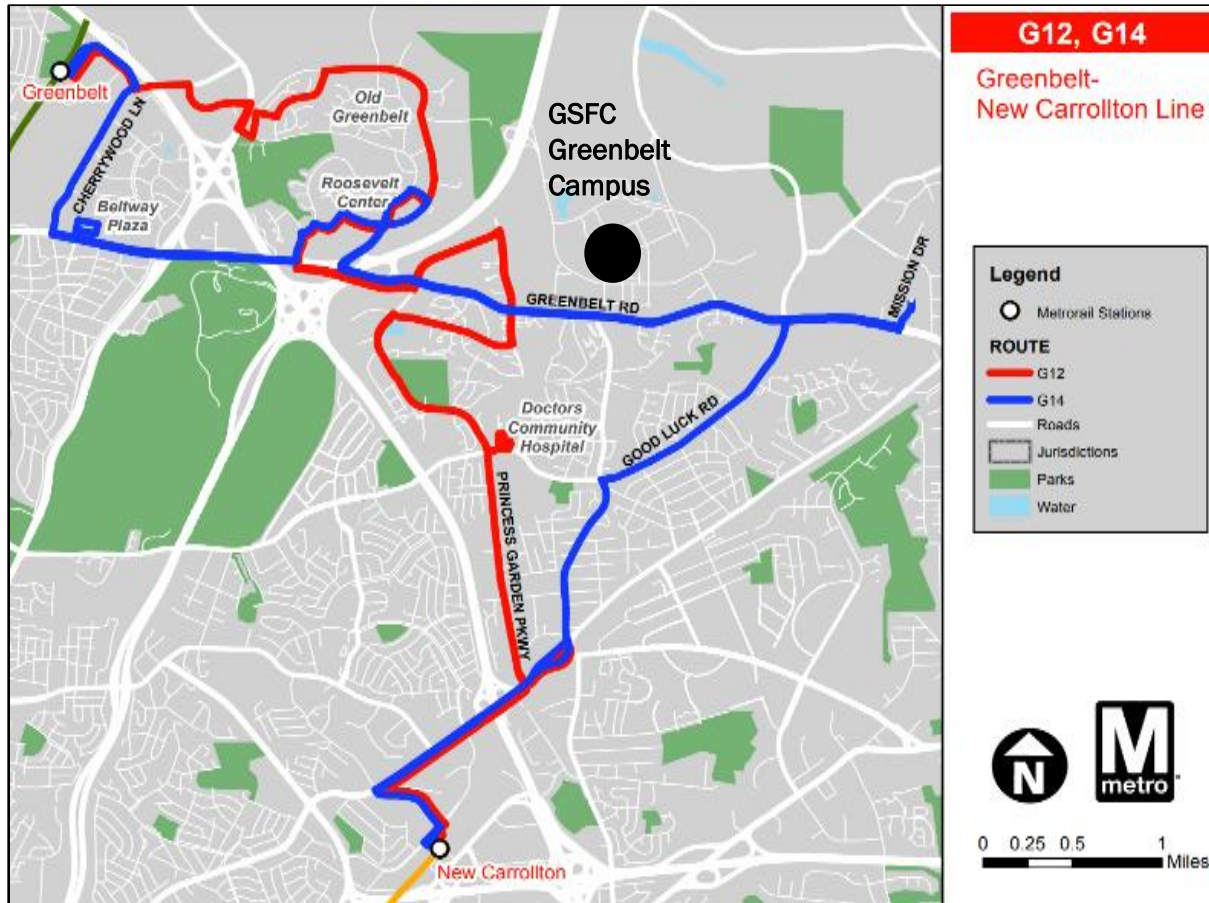 G12, G14
Greenbelt-
New Carrollton Line
Greenbelt
CHERRYWOOD LN
Beltway
Plaza
Old
Greenbelt
Roosevelt
Center
GSFC
Greenbelt
Campus
GREENBELT RD
MISSION DR
Doctors
Community
Hospital
GOOD LUCK RD
PRINCESS GARDEN PKWY
New Carrollton
Legend
Metrorail Stations
ROUTE
G12
G14
Roads
Jurisdictions
Parks
Water
N
M
metro
0 0.25 0.5 1
Miles